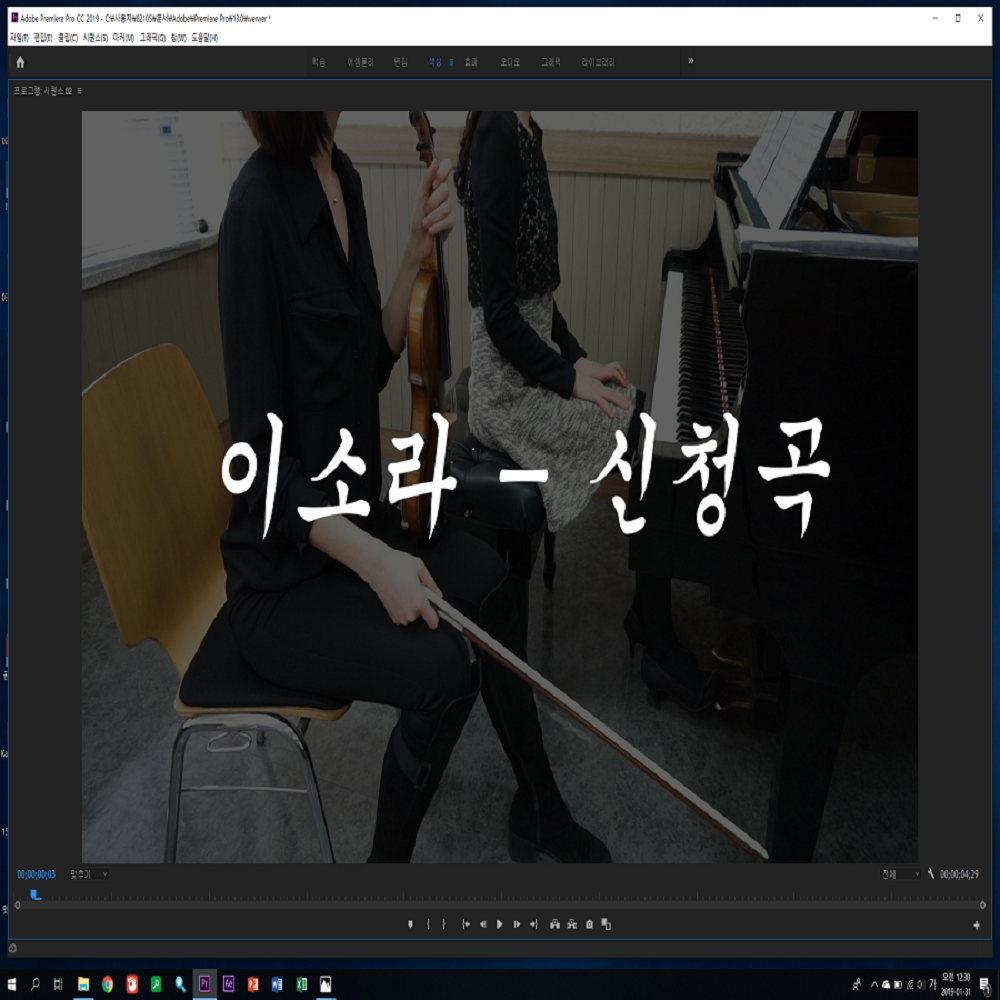 Adobe Premiere Pro CC 2019 - C:₩사용자₩82105₩문서₩Adobe₩Premiere Pro₩13.0₩verwer *
파일(F) 편집(E) 클립(C) 시퀀스(S) 마커(M) 그래픽(G) 창(W) 도움말(H)
학습 어셈블리 편집 색상 효과 오디오 그래픽 라이브러리
프로그램: 시퀀스 02
이소라 - 신청곡
00;00;00;03 맞추기 전체 00;00;04;29
오전 12:30
2019-01-31